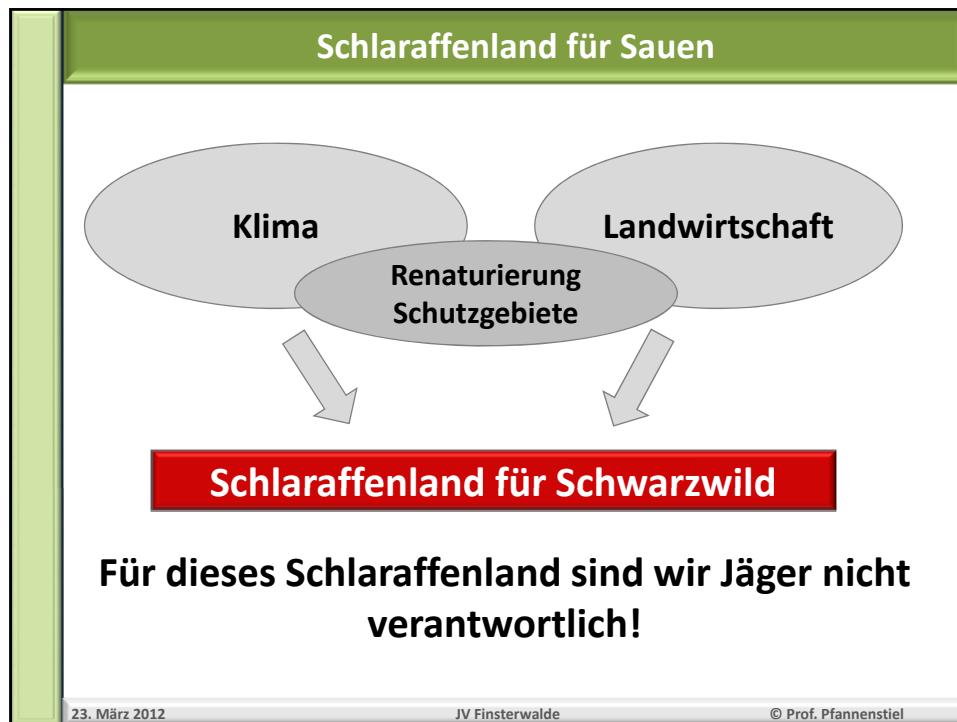 Schlaraffenland für Sauen
Klima
Landwirtschaft
Renaturierung
Schutzgebiete
Schlaraffenland für Schwarzwild
Für dieses Schlaraffenland sind wir Jäger nicht
verantwortlich!
23. März 2012 JV Finsterwalde © Prof. Pfannenstiel